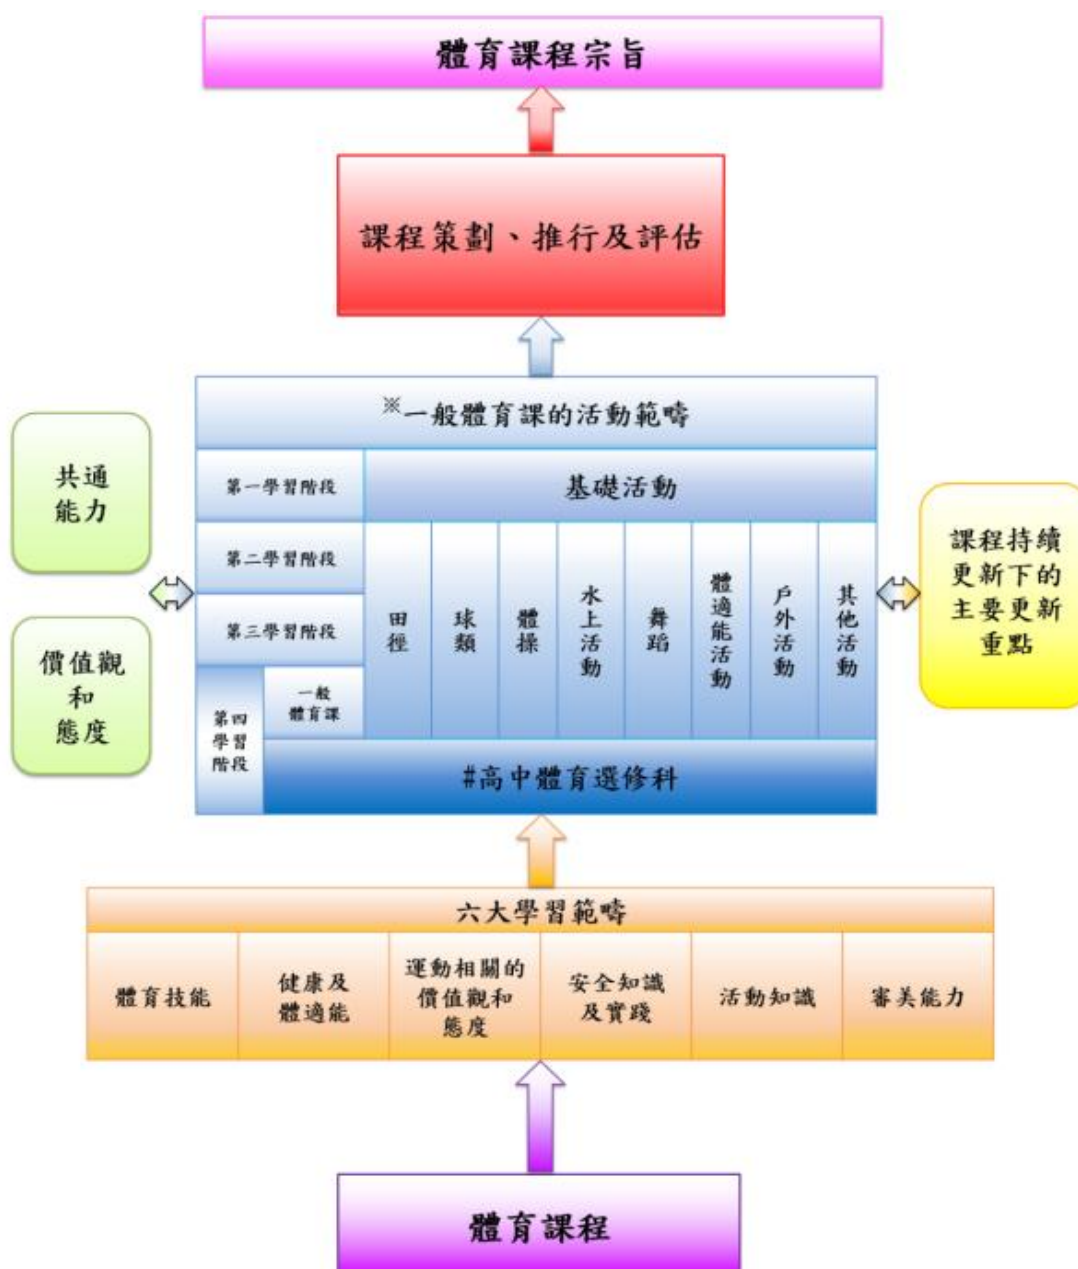 體育課程宗旨
課程策劃、推行及評估
※一般體育課的活動範疇
共通
能力
價值觀
和
態度
第一學習階段
基礎活動
第二學習階段
第三學習階段
第四
學習
階段
一般
體育課
田徑
球類
體操
水上活動
舞蹈
體適能活動
戶外活動
其他活動
#高中體育選修科
課程持續
更新下的
主要更新
重點
六大學習範疇
體育技能
健康及
體適能
運動相關的
價值觀和
態度
安全知識
及實踐
活動知識
審美能力
體育課程